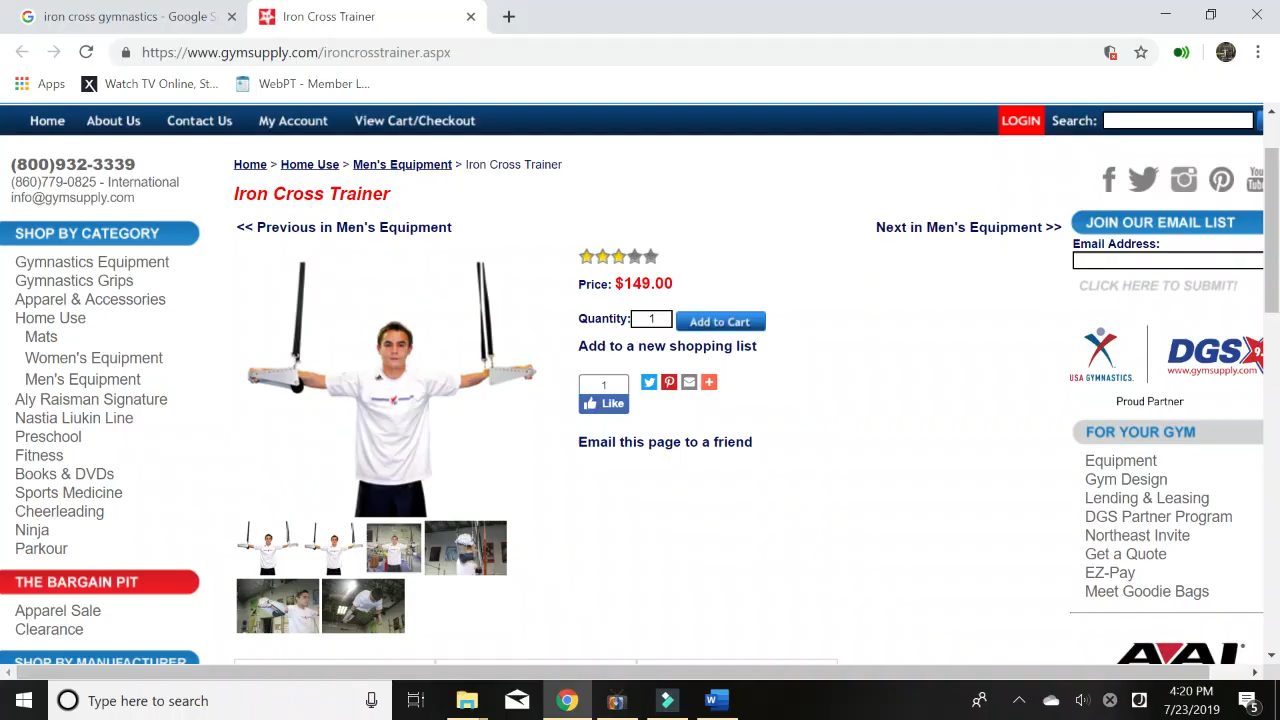 iron cross gymnastics - Google S
Iron Cross Trainer
https://www.gymsupply.com/ironcrosstrainer.aspx
Apps
Watch TV Online, St...
WebPT - Member L...
Home About Us Contact Us My Account View Cart/Checkout
LOGIN Search:
(800)932-3339
(860)779-0825 - International
info@gymsupply.com
SHOP BY CATEGORY
Gymnastics Equipment
Gymnastics Grips
Apparel & Accessories
Home Use
Mats
Women's Equipment
Men's Equipment
Aly Raisman Signature
Nastia Liukin Line
Preschool
Fitness
Books & DVDs
Sports Medicine
Cheerleading
Ninja
Parkour
THE BARGAIN PIT
Apparel Sale
Clearance
SHOP BY MANUFACTURER
Home > Home Use > Men's Equipment > Iron Cross Trainer
Iron Cross Trainer
<< Previous in Men's Equipment
Next in Men's Equipment >>
Price: $149.00
Quantity: 1 Add to Cart
Add to a new shopping list
1
Like
Email this page to a friend
You
Tub
JOIN OUR EMAIL LIST
Email Address:
CLICK HERE TO SUBMIT!
USA GYMNASTICS.
DGS 9.
www.gymsupply.com
Proud Partner
FOR YOUR GYM
Equipment
Gym Design
Lending & Leasing
DGS Partner Program
Northeast Invite
Get a Quote
EZ-Pay
Meet Goodie Bags
Type here to search
4:20 PM
7/23/2019
5